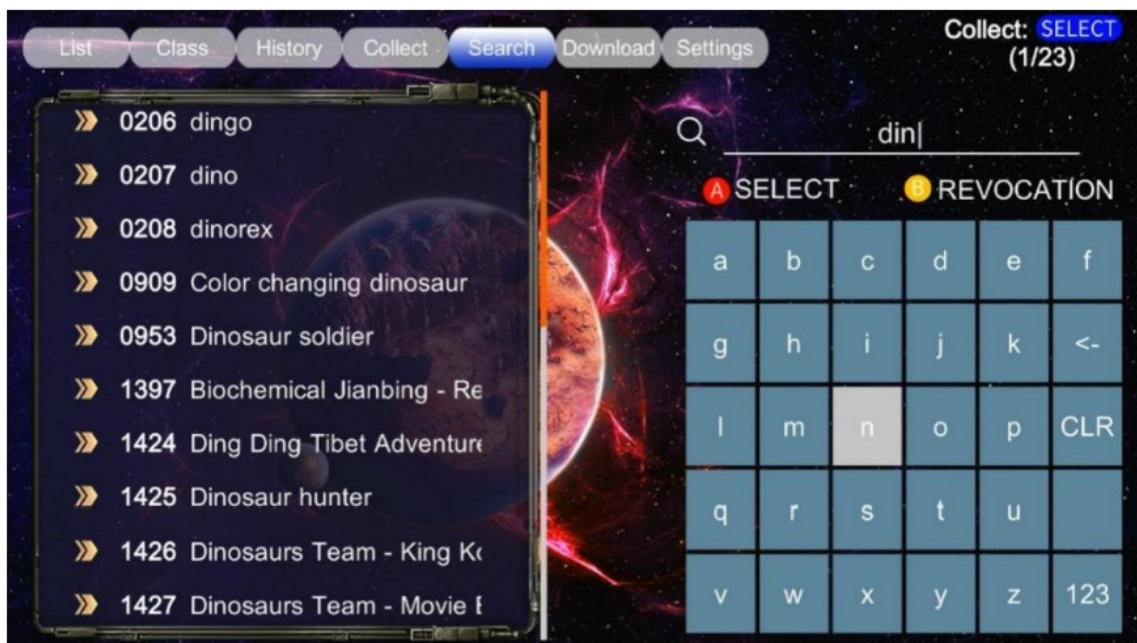 List Class History Collect Search Download Settings
Collect: SELECT
(1/23)
0206 dingo
0207 dino
0208 dinorex
0909 Color changing dinosaur
0953 Dinosaur soldier
1397 Biochemical Jianbing - Re
1424 Ding Ding Tibet Adventure
1425 Dinosaur hunter
1426 Dinosaurs Team - King Ko
1427 Dinosaurs Team - Movie
din
A SELECT B REVOCATION
a b c d e f
g h i j k <-
l m n o p CLR
q r s t u
v w x y z 123